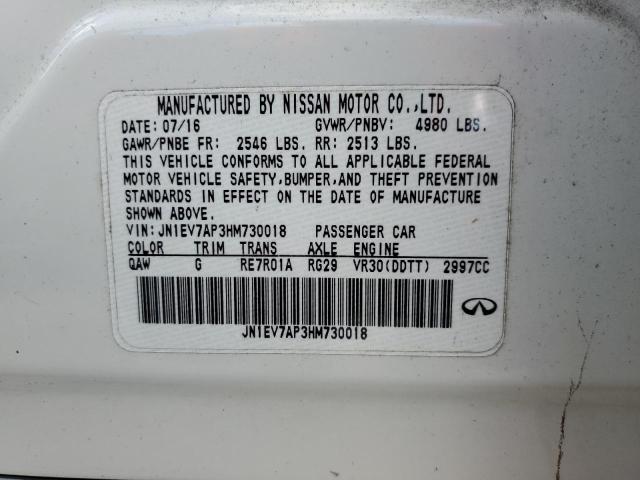 MANUFACTURED BY NISSAN MOTOR CO.,LTD.
DATE: 07/16 GVWR/PNBV: 4980 LBS.
GAWR/PNBE FR: 2546 LBS. RR: 2513 LBS.
THIS VEHICLE CONFORMS TO ALL APPLICABLE FEDERAL
MOTOR VEHICLE SAFETY,BUMPER,AND THEFT PREVENTION
STANDARDS IN EFFECT ON THE DATE OF MANUFACTURE
SHOWN ABOVE.
VIN: JN1EV7AP3HM730018 PASSENGER CAR
COLOR TRIM TRANS AXLE ENGINE
QAW G RE7R01A RG29 VR30(DDTT) 2997CC
JN1EV7AP3HM730018